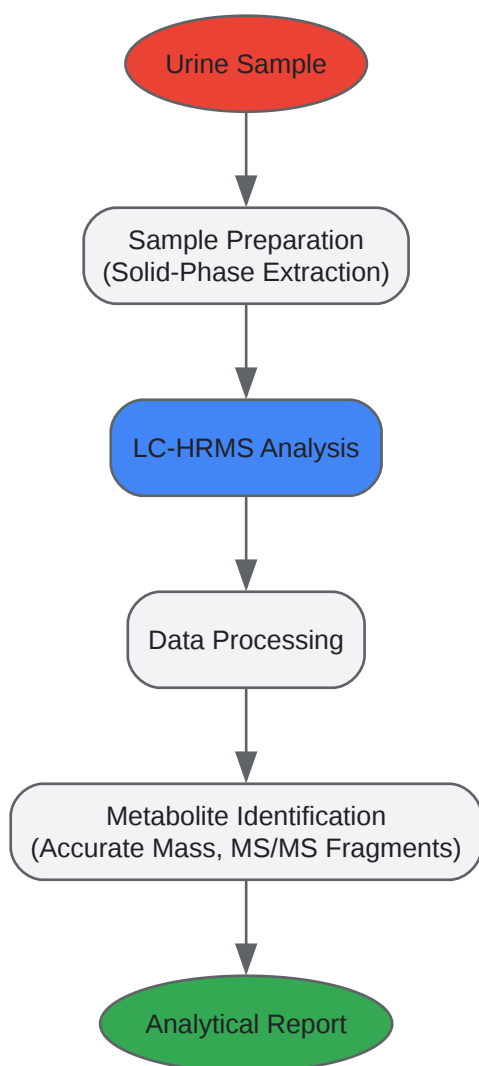 Urine Sample
Sample Preparation
(Solid-Phase Extraction)
LC-HRMS Analysis
Data Processing
Metabolite Identification
(Accurate Mass, MS/MS Fragments)
Analytical Report